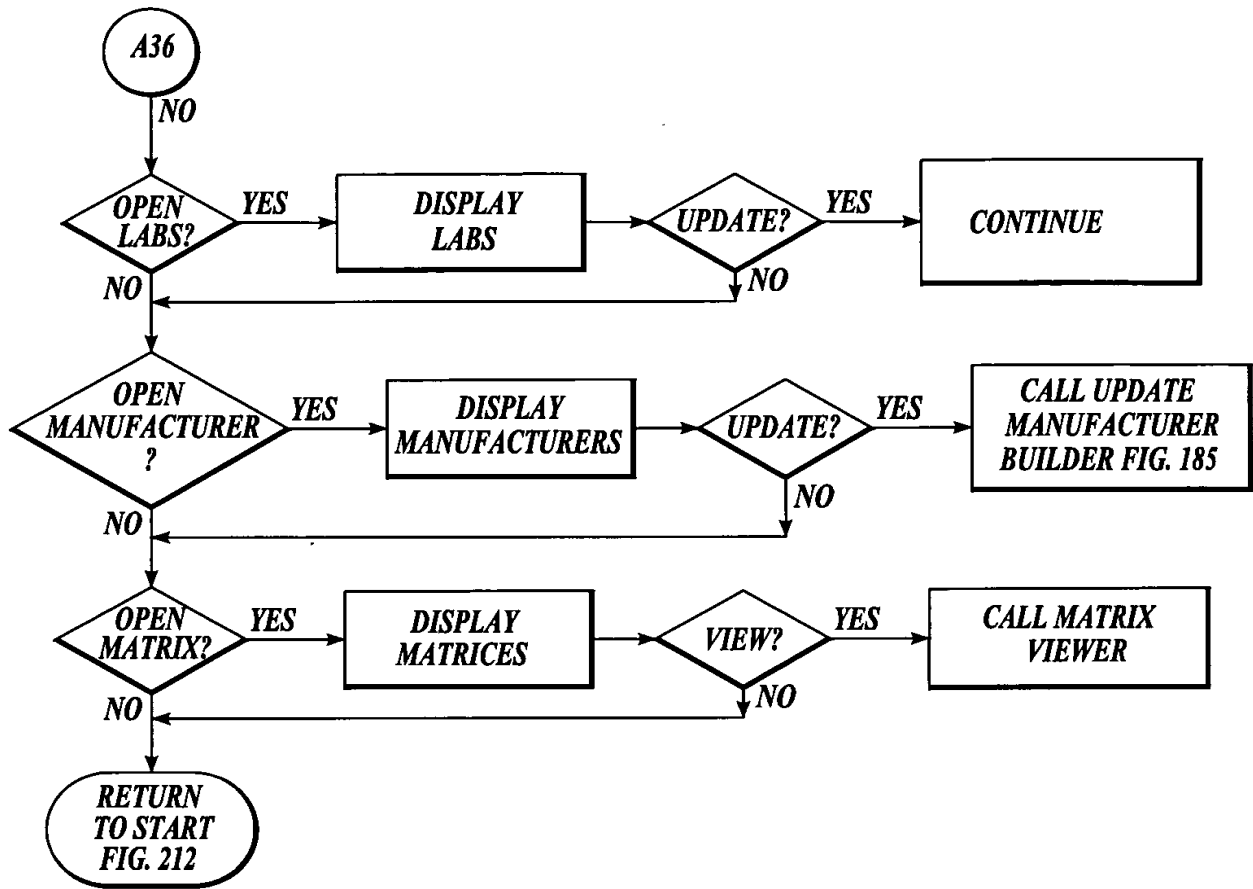 A36
NO
OPEN
LABS?
YES
DISPLAY
LABS
UPDATE?
YES
CONTINUE
NO
NO
OPEN
MANUFACTURER
?
YES
DISPLAY
MANUFACTURERS
UPDATE?
YES
CALL UPDATE
MANUFACTURER
BUILDER FIG. 185
NO
NO
OPEN
MATRIX?
YES
DISPLAY
MATRICES
VIEW?
YES
CALL MATRIX
VIEWER
NO
NO
RETURN
TO START
FIG. 212